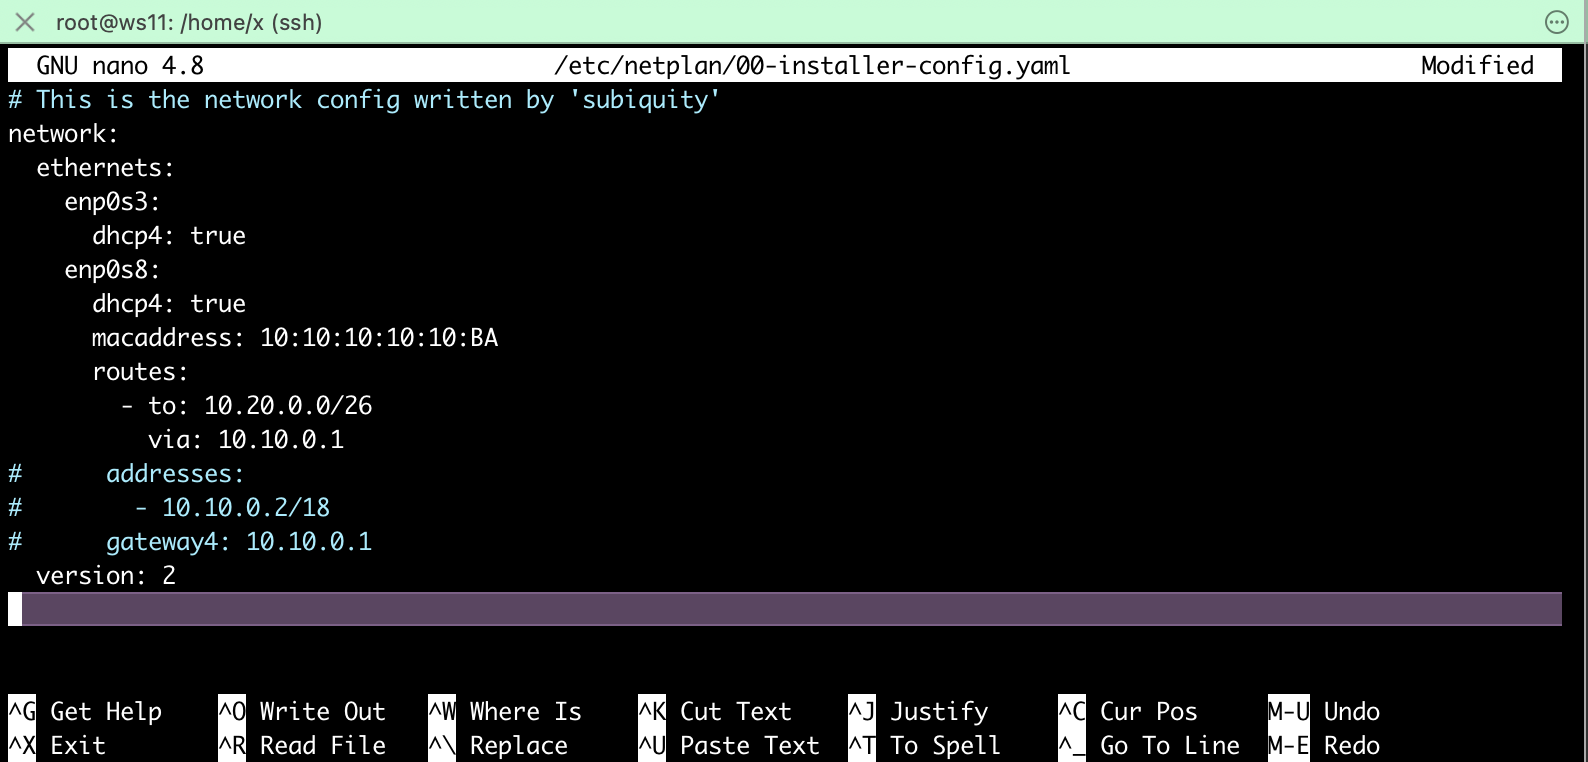 root@ws11: /home/x (ssh)
GNU nano 4.8 /etc/netplan/00-installer-config.yaml Modified
# This is the network config written by 'subiquity'
network:
  ethernets:
    enp0s3:
      dhcp4: true
    enp0s8:
      dhcp4: true
      macaddress: 10:10:10:10:10:BA
      routes:
        - to: 10.20.0.0/26
          via: 10.10.0.1
#      addresses:
#        - 10.10.0.2/18
#      gateway4: 10.10.0.1
  version: 2
^G Get Help ^O Write Out ^W Where Is ^K Cut Text ^J Justify ^C Cur Pos M-U Undo
^X Exit ^R Read File ^\ Replace ^U Paste Text ^T To Spell ^_ Go To Line M-E Redo